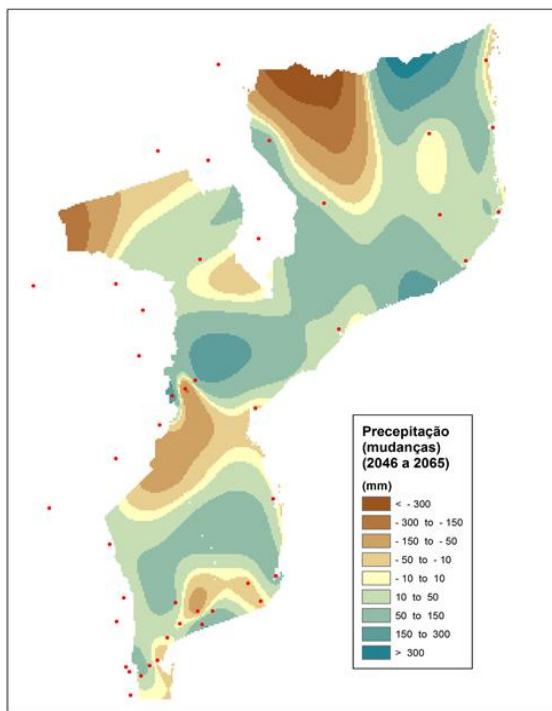 Precepitação
(mudanças)
(2046 a 2065)
(mm)
< - 300
- 300 to - 150
- 150 to - 50
- 50 to - 10
- 10 to 10
10 to 50
50 to 150
150 to 300
> 300